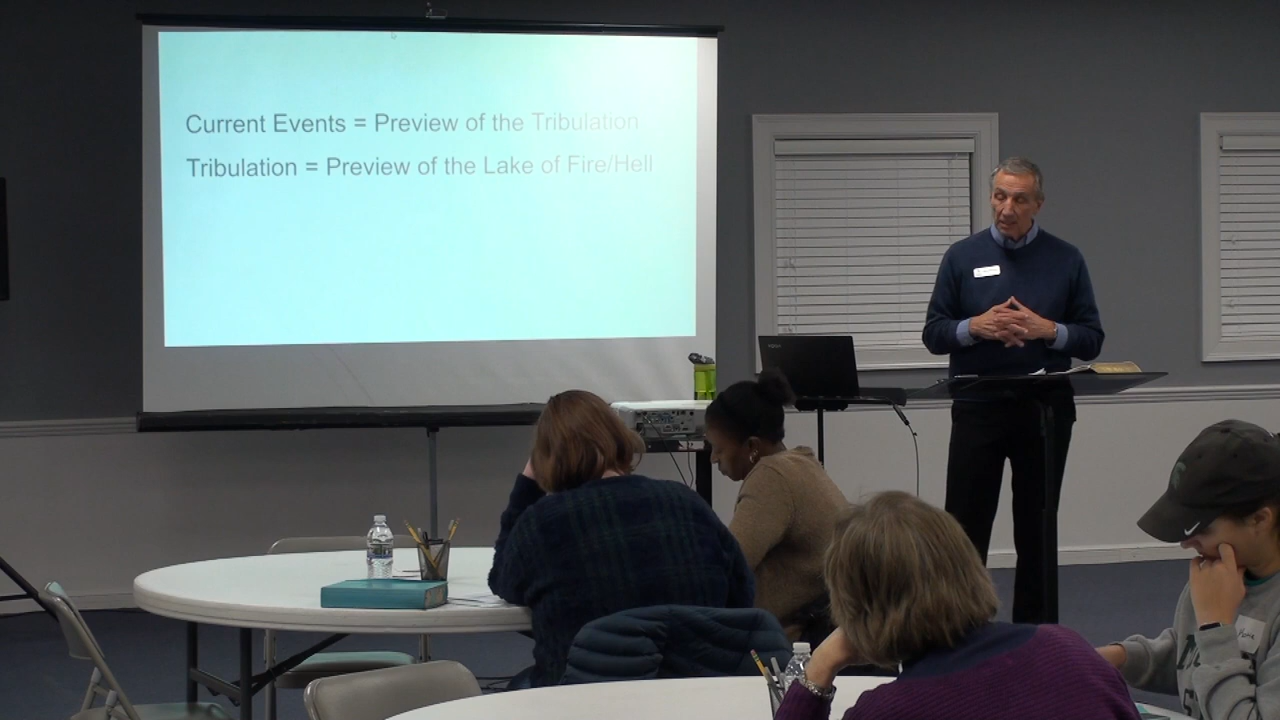 Current Events = Preview of the Tribulation
Tribulation = Preview of the Lake of Fire/Hell